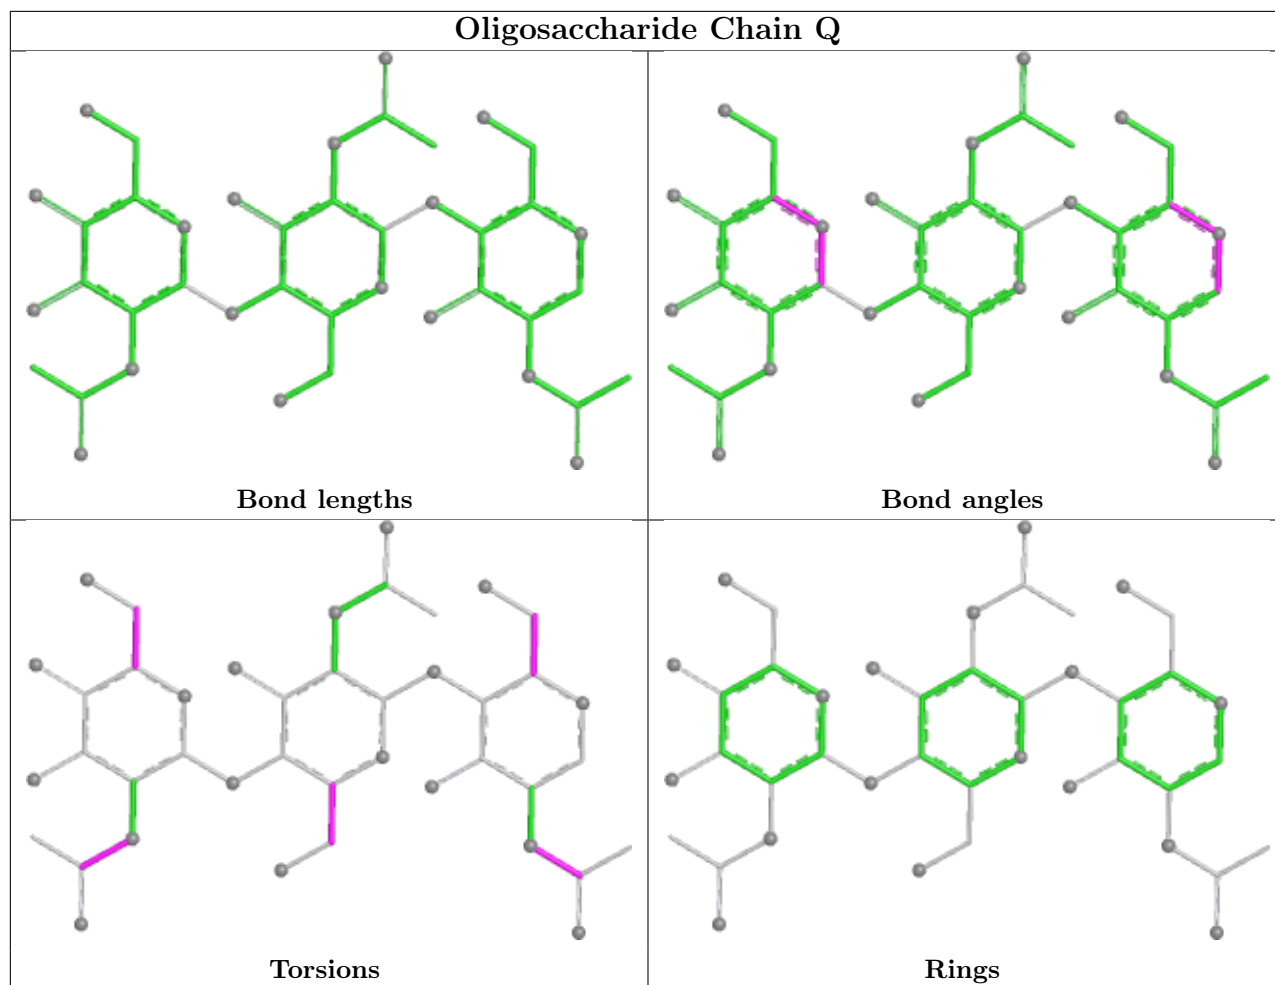 Oligosaccharide Chain Q
Bond lengths
Bond angles
Torsions
Rings